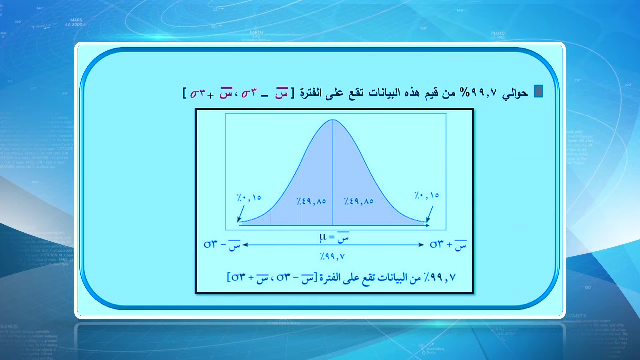 حوالي ٩٩,٧% من قيم هذه البيانات تقع على الفترة [ س̅ − ٣σ ، س̅ + ٣σ ]
٪٠,١٥
٪٠,١٥
٪٤٩,٨٥
٪٤٩,٨٥
س̅ + ٣σ
س̅ − ٣σ
س̅ = μ
٪٩٩,٧
٩٩,٧٪ من البيانات تقع على الفترة [س̅ − ٣σ ، س̅ + ٣σ]